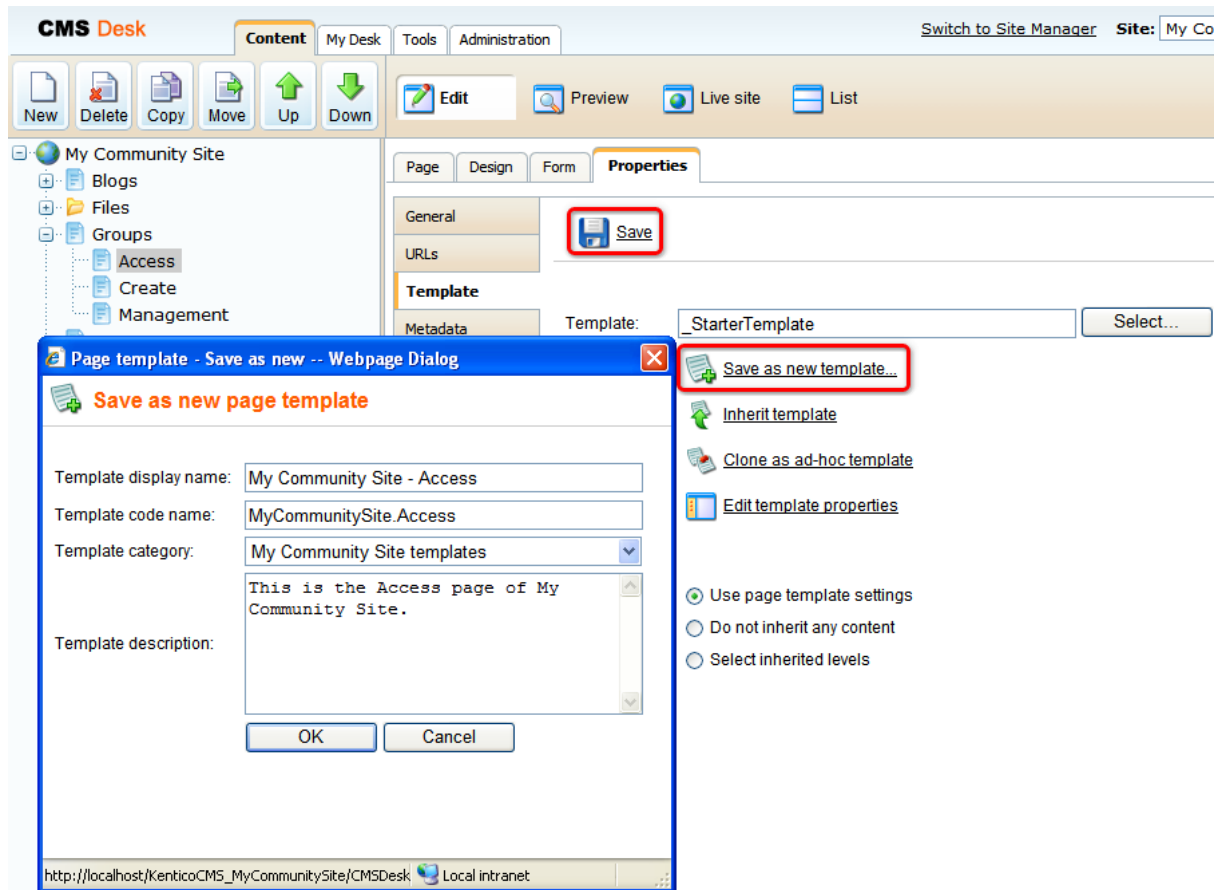 CMS Desk
Content
My Desk
Tools
Administration
Switch to Site Manager
Site: My Co
New
Delete
Copy
Move
Up
Down
Edit
Preview
Live site
List
My Community Site
Blogs
Files
Groups
Access
Create
Management
Page
Design
Form
Properties
General
URLs
Template
Metadata
Save
Template: _StarterTemplate
Select...
Save as new template...
Inherit template
Clone as ad-hoc template
Edit template properties
Use page template settings
Do not inherit any content
Select inherited levels
Page template - Save as new -- Webpage Dialog
Save as new page template
Template display name: My Community Site - Access
Template code name: MyCommunitySite.Access
Template category: My Community Site templates
Template description:
This is the Access page of My
Community Site.
OK
Cancel
http://localhost/KenticoCMS_MyCommunitySite/CMSDesk
Local intranet